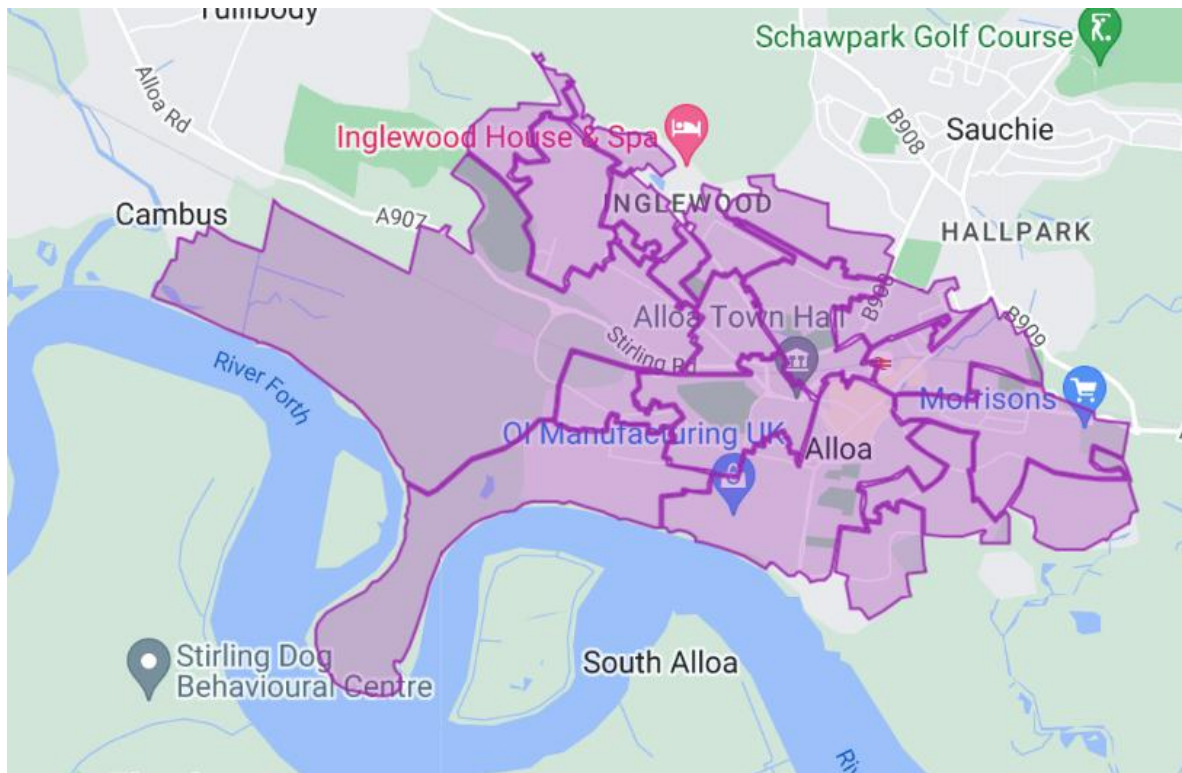 Tullibody
Schawpark Golf Course
Alloa Rd
B908
Sauchie
Inglewood House & Spa
INGLEWOOD
Cambus
A907
HALLPARK
B908
Alloa Town Hall
B909
Stirling Rd
River Forth
Morrisons
OI Manufacturing UK
Alloa
South Alloa
Stirling Dog
Behavioural Centre